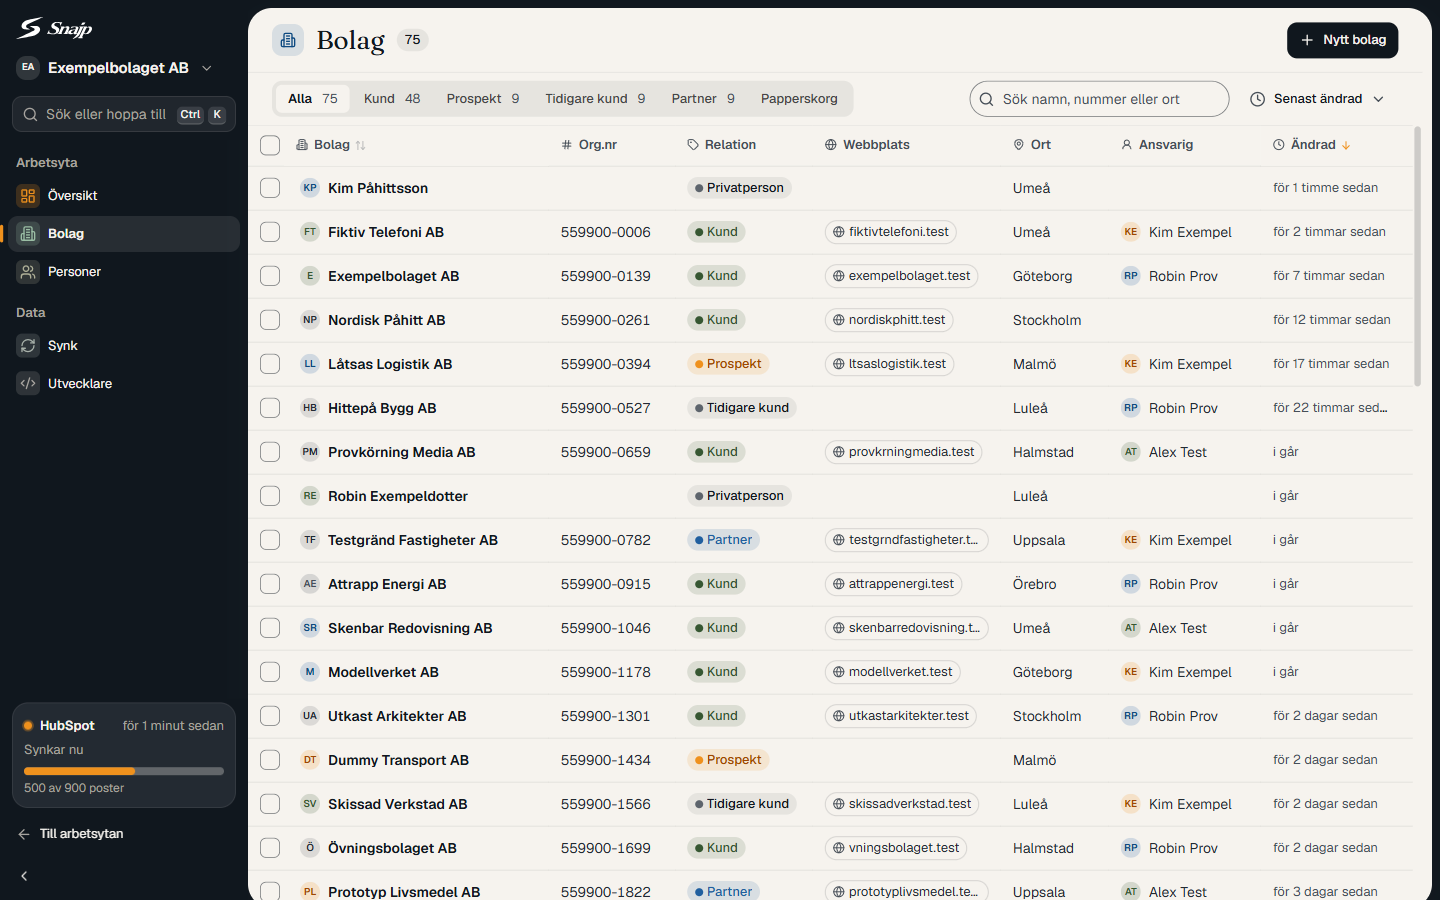 Snajp
EA Exempelbolaget AB
Sök eller hoppa till Ctrl K
Arbetsyta
Översikt
Bolag
Personer
Data
Synk
Utvecklare
HubSpot för 1 minut sedan
Synkar nu
500 av 900 poster
Till arbetsytan
Bolag 75
Nytt bolag
Alla 75 Kund 48 Prospekt 9 Tidigare kund 9 Partner 9 Papperskorg
Sök namn, nummer eller ort
Senast ändrad
Bolag Org.nr Relation Webbplats Ort Ansvarig Ändrad
KP Kim Påhittsson Privatperson Umeå för 1 timme sedan
FT Fiktiv Telefoni AB 559900-0006 Kund fiktivtelefoni.test Umeå KE Kim Exempel för 2 timmar sedan
E Exempelbolaget AB 559900-0139 Kund exempelbolaget.test Göteborg RP Robin Prov för 7 timmar sedan
NP Nordisk Påhitt AB 559900-0261 Kund nordiskphitt.test Stockholm för 12 timmar sedan
LL Låtsas Logistik AB 559900-0394 Prospekt ltsaslogistik.test Malmö KE Kim Exempel för 17 timmar sedan
HB Hittepå Bygg AB 559900-0527 Tidigare kund Luleå RP Robin Prov för 22 timmar sed...
PM Provkörning Media AB 559900-0659 Kund provkrningmedia.test Halmstad AT Alex Test i går
RE Robin Exempeldotter Privatperson Luleå i går
TF Testgränd Fastigheter AB 559900-0782 Partner testgrndfastigheter.t... Uppsala KE Kim Exempel i går
AE Attrapp Energi AB 559900-0915 Kund attrappenergi.test Örebro RP Robin Prov i går
SR Skenbar Redovisning AB 559900-1046 Kund skenbarredovisning.t... Umeå AT Alex Test i går
M Modellverket AB 559900-1178 Kund modellverket.test Göteborg KE Kim Exempel i går
UA Utkast Arkitekter AB 559900-1301 Kund utkastarkitekter.test Stockholm RP Robin Prov för 2 dagar sedan
DT Dummy Transport AB 559900-1434 Prospekt Malmö för 2 dagar sedan
SV Skissad Verkstad AB 559900-1566 Tidigare kund skissadverkstad.test Luleå KE Kim Exempel för 2 dagar sedan
Ö Övningsbolaget AB 559900-1699 Kund vningsbolaget.test Halmstad RP Robin Prov för 2 dagar sedan
PL Prototyp Livsmedel AB 559900-1822 Partner prototyplivsmedel.te... Uppsala AT Alex Test för 3 dagar sedan